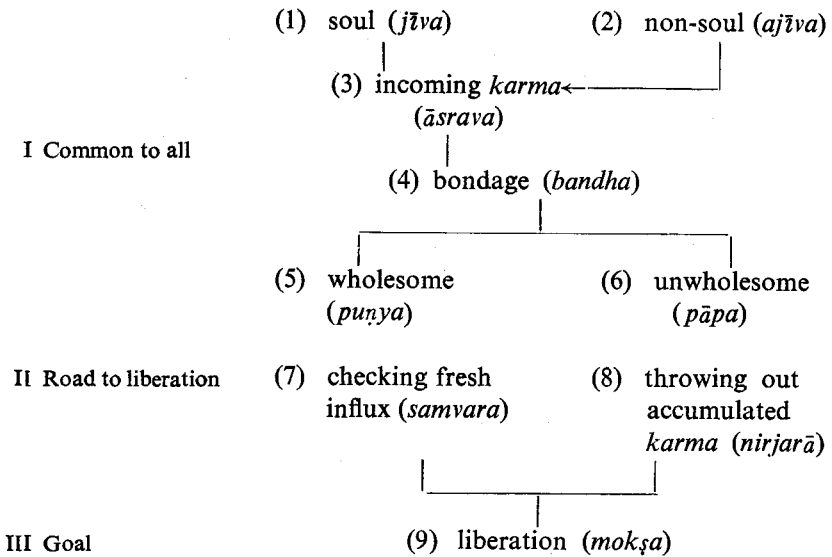 (1) soul (jīva) (2) non-soul (ajīva)
(3) incoming karma
(āsrava)
I Common to all
(4) bondage (bandha)
(5) wholesome (6) unwholesome
(puṇya) (pāpa)
II Road to liberation (7) checking fresh (8) throwing out
influx (samvara) accumulated
karma (nirjarā)
III Goal (9) liberation (mokṣa)